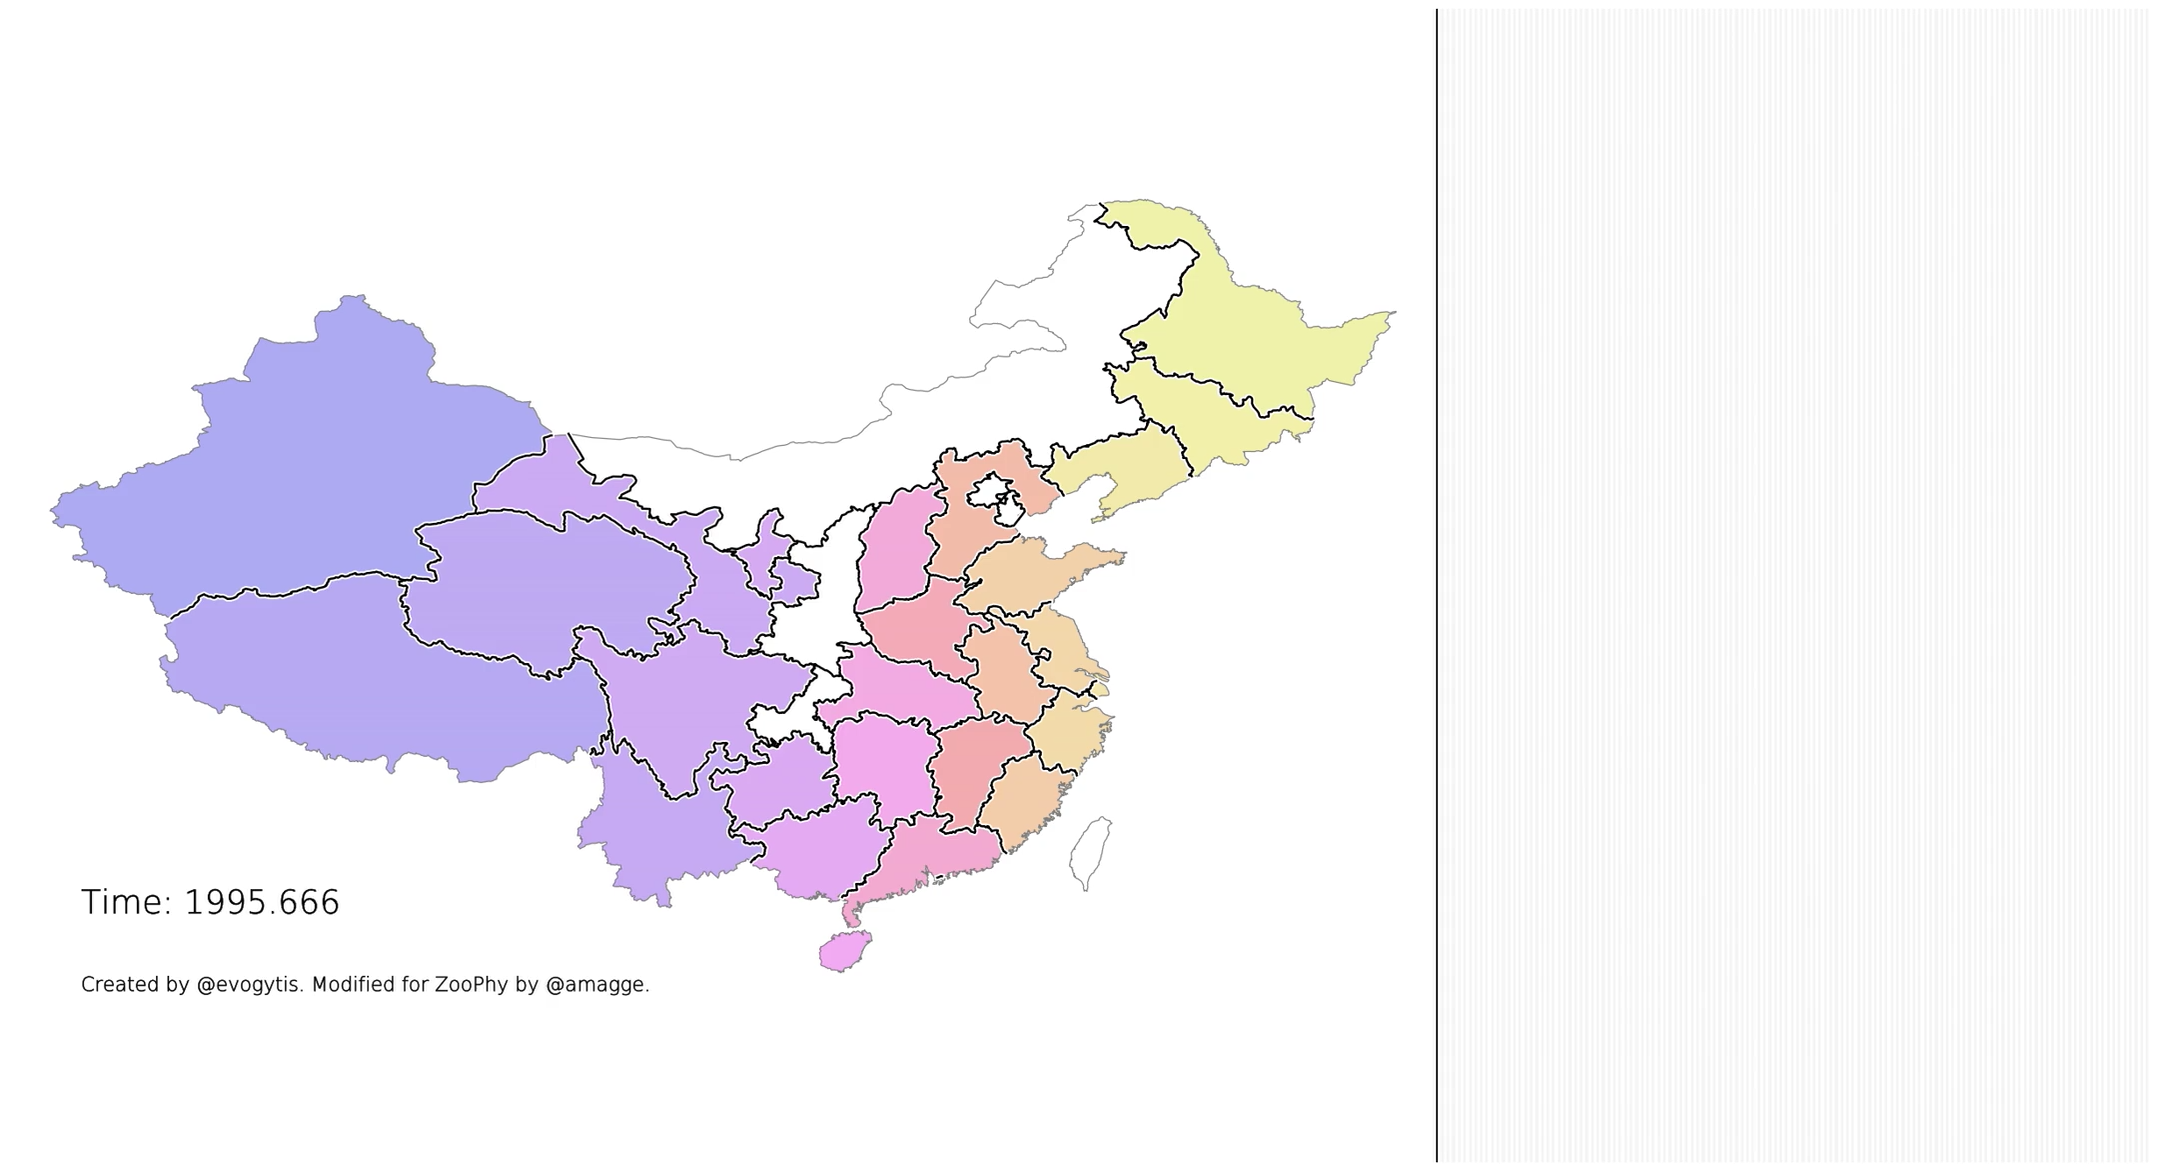 Time: 1995.666
Created by @evogytis. Modified for ZooPhy by @amagge.